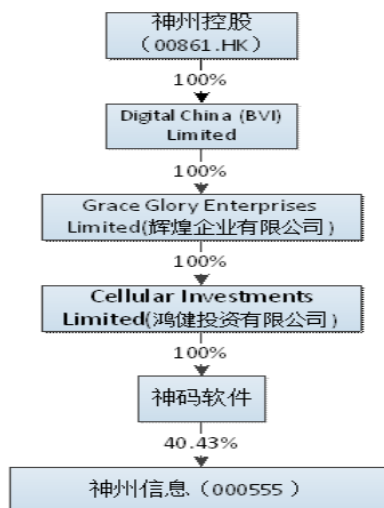 神州控股
（00861.HK）
100%
Digital China (BVI)
Limited
100%
Grace Glory Enterprises
Limited(辉煌企业有限公司)
100%
Cellular Investments
Limited(鸿健投资有限公司)
100%
神码软件
40.43%
神州信息（000555）